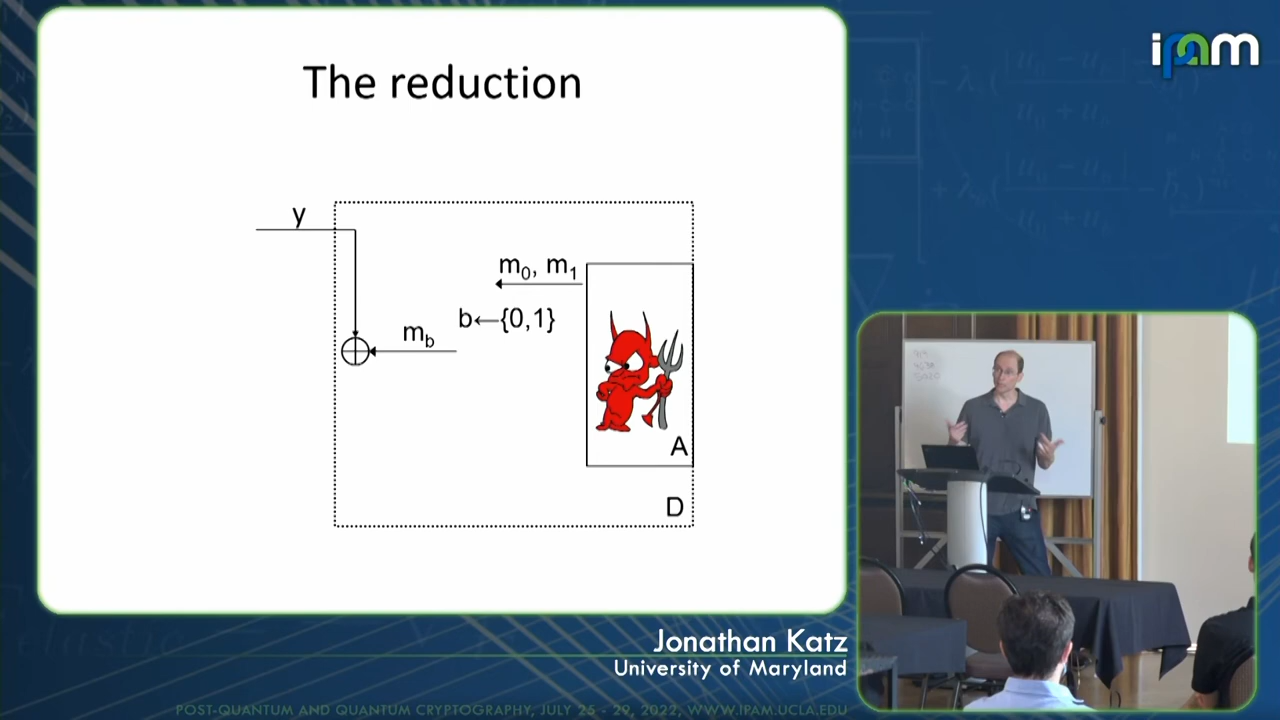 ipam
The reduction
y
m₀, m₁
b←{0,1}
m_b
A
D
Jonathan Katz
University of Maryland
POST-QUANTUM AND QUANTUM CRYPTOGRAPHY, JULY 25 - 29, 2022, WWW.IPAM.UCLA.EDU